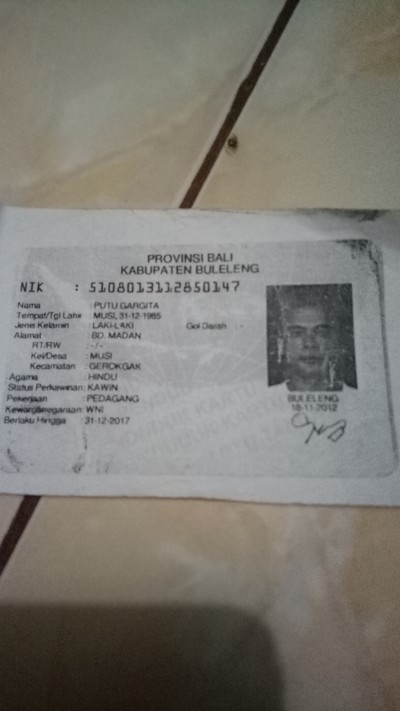 PROVINSI BALI
KABUPATEN BULELENG
NIK : 5108013112850147
Nama : PUTU GARGITA
Tempat/Tgl Lahir : MUSI, 31-12-1985
Jenis Kelamin : LAKI-LAKI Gol Darah : -
Alamat : BD. MADAN
RT/RW : -/-
Kel/Desa : MUSI
Kecamatan : GEROKGAK
Agama : HINDU
Status Perkawinan: KAWIN
Pekerjaan : PEDAGANG
Kewarganegaraan: WNI
Berlaku Hingga : 31-12-2017
BULELENG
18-11-2012